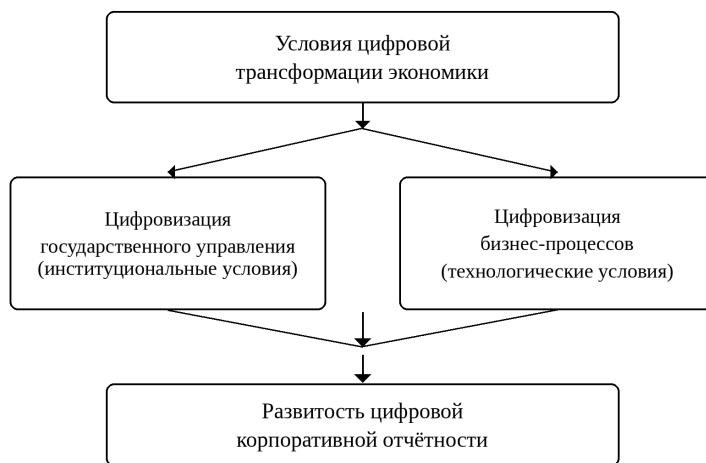 Условия цифровой
трансформации экономики
Цифровизация
государственного управления
(институциональные условия)
Цифровизация
бизнес-процессов
(технологические условия)
Развитость цифровой
корпоративной отчётности